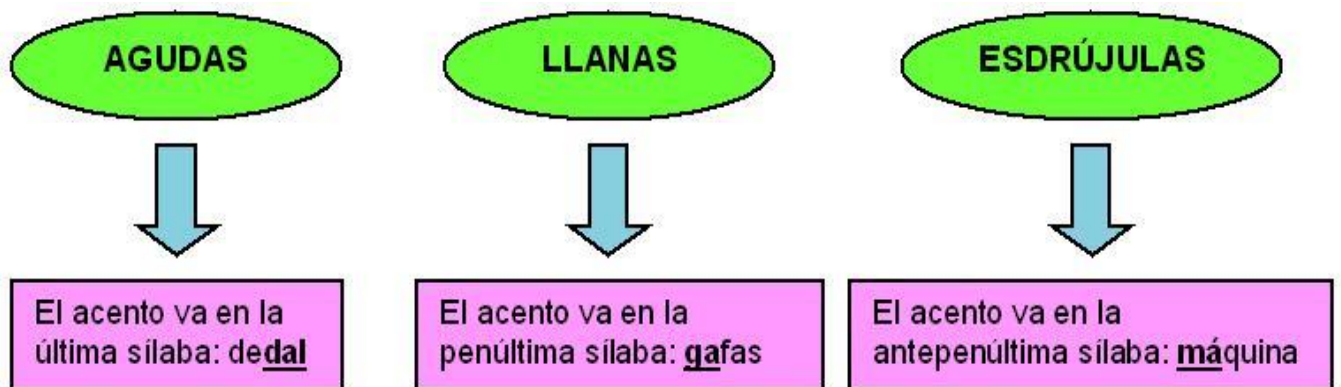 AGUDAS
LLANAS
ESDRÚJULAS
El acento va en la
última sílaba: dedal
El acento va en la
penúltima sílaba: gafas
El acento va en la
antepenúltima sílaba: máquina